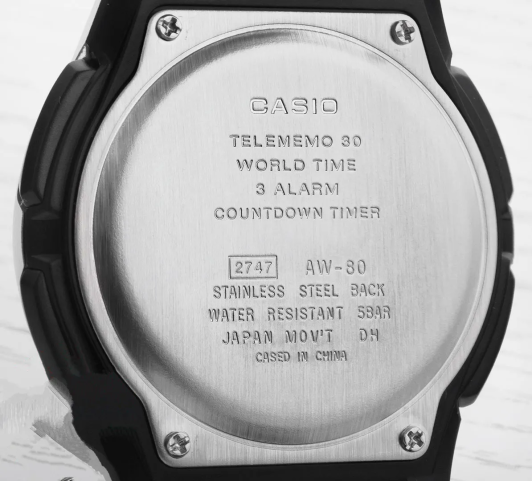 CASIO
TELEMEMO 30
WORLD TIME
3 ALARM
COUNTDOWN TIMER
2747 AW-80
STAINLESS STEEL BACK
WATER RESISTANT 5BAR
JAPAN MOV'T DH
CASED IN CHINA